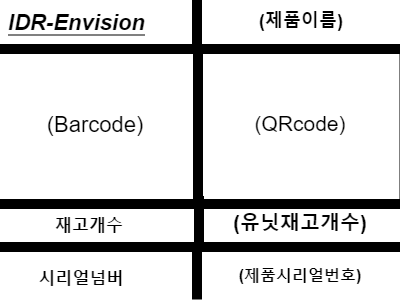 IDR-Envision
(제품이름)
(Barcode)
(QRcode)
재고개수
(유닛재고개수)
시리얼넘버
(제품시리얼번호)